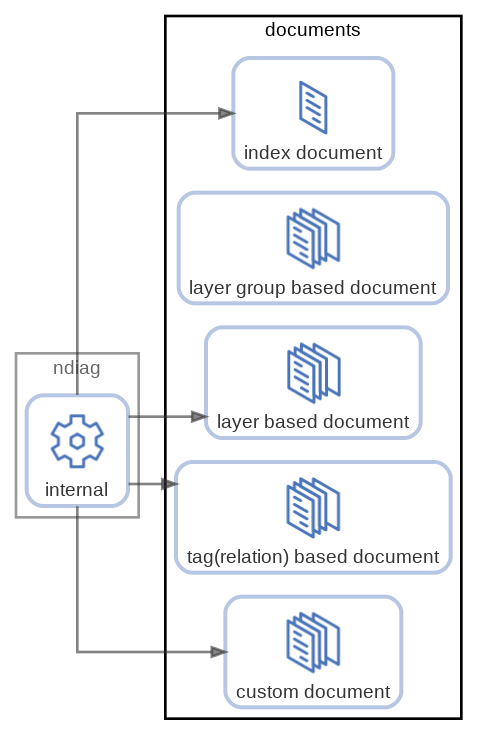 documents
index document
layer group based document
ndiag
layer based document
internal
tag(relation) based document
custom document